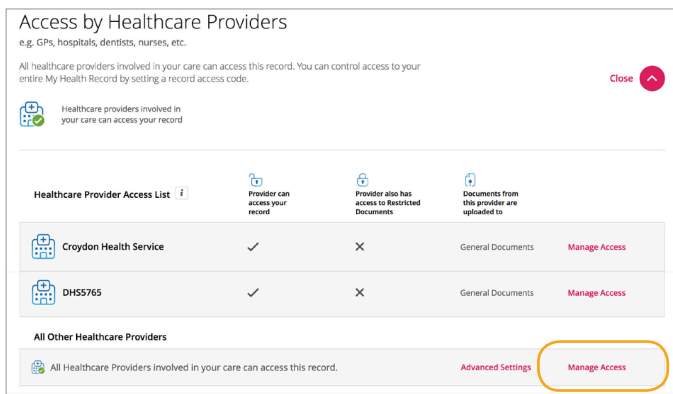 Access by Healthcare Providers
e.g. GPs, hospitals, dentists, nurses, etc.
All healthcare providers involved in your care can access this record. You can control access to your
entire My Health Record by setting a record access code.
Close
Healthcare providers involved in
your care can access your record
Healthcare Provider Access List i
Provider can
access your
record
Provider also has
access to Restricted
Documents
Documents from
this provider are
uploaded to
Croydon Health Service General Documents Manage Access
DHS5765 General Documents Manage Access
All Other Healthcare Providers
All Healthcare Providers involved in your care can access this record. Advanced Settings Manage Access